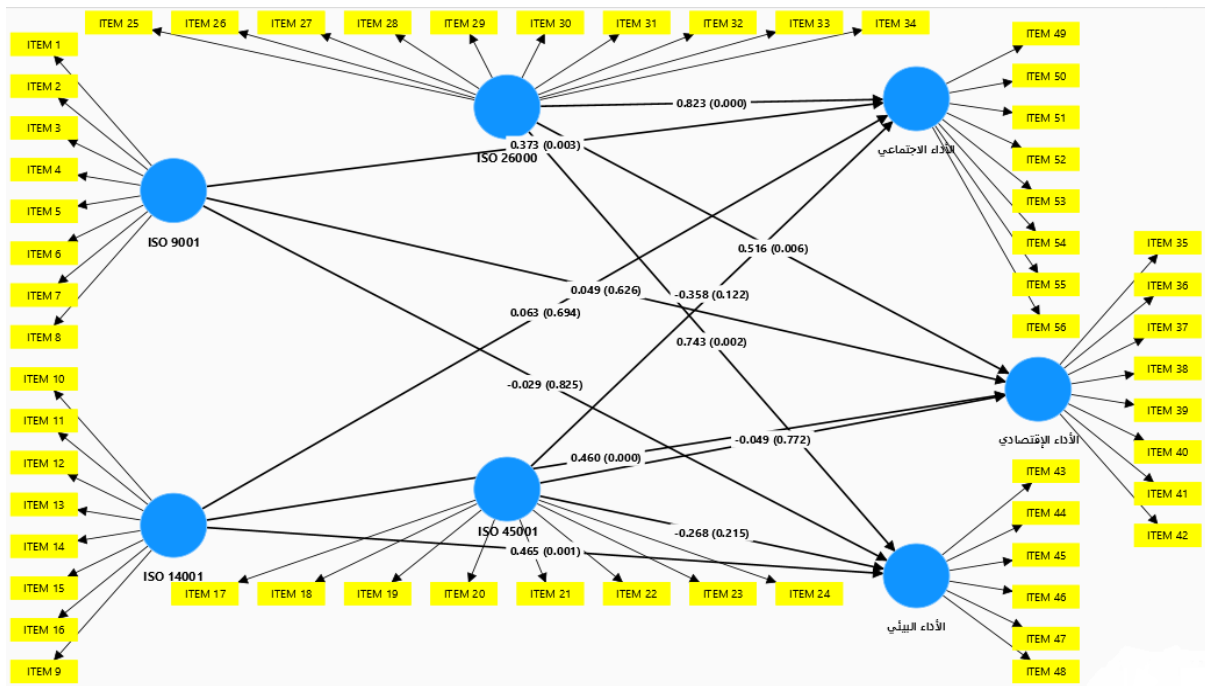 ITEM 25
ITEM 26
ITEM 27
ITEM 28
ITEM 29
ITEM 30
ITEM 31
ITEM 32
ITEM 33
ITEM 34
ITEM 1
ITEM 2
ITEM 3
ITEM 4
ITEM 5
ITEM 6
ITEM 7
ITEM 8
ISO 9001
ISO 26000
ITEM 49
ITEM 50
ITEM 51
ITEM 52
ITEM 53
ITEM 54
ITEM 55
ITEM 56
الأداء الاجتماعي
0.823 (0.000)
0.373 (0.003)
0.516 (0.006)
0.049 (0.626)
-0.358 (0.122)
0.063 (0.694)
0.743 (0.002)
-0.029 (0.825)
-0.049 (0.772)
0.460 (0.000)
-0.268 (0.215)
0.465 (0.001)
ITEM 35
ITEM 36
ITEM 37
ITEM 38
ITEM 39
ITEM 40
ITEM 41
ITEM 42
الأداء الإقتصادي
ITEM 10
ITEM 11
ITEM 12
ITEM 13
ITEM 14
ITEM 15
ITEM 16
ITEM 9
ISO 14001
ISO 45001
ITEM 17
ITEM 18
ITEM 19
ITEM 20
ITEM 21
ITEM 22
ITEM 23
ITEM 24
ITEM 43
ITEM 44
ITEM 45
ITEM 46
ITEM 47
ITEM 48
الأداء البيئي